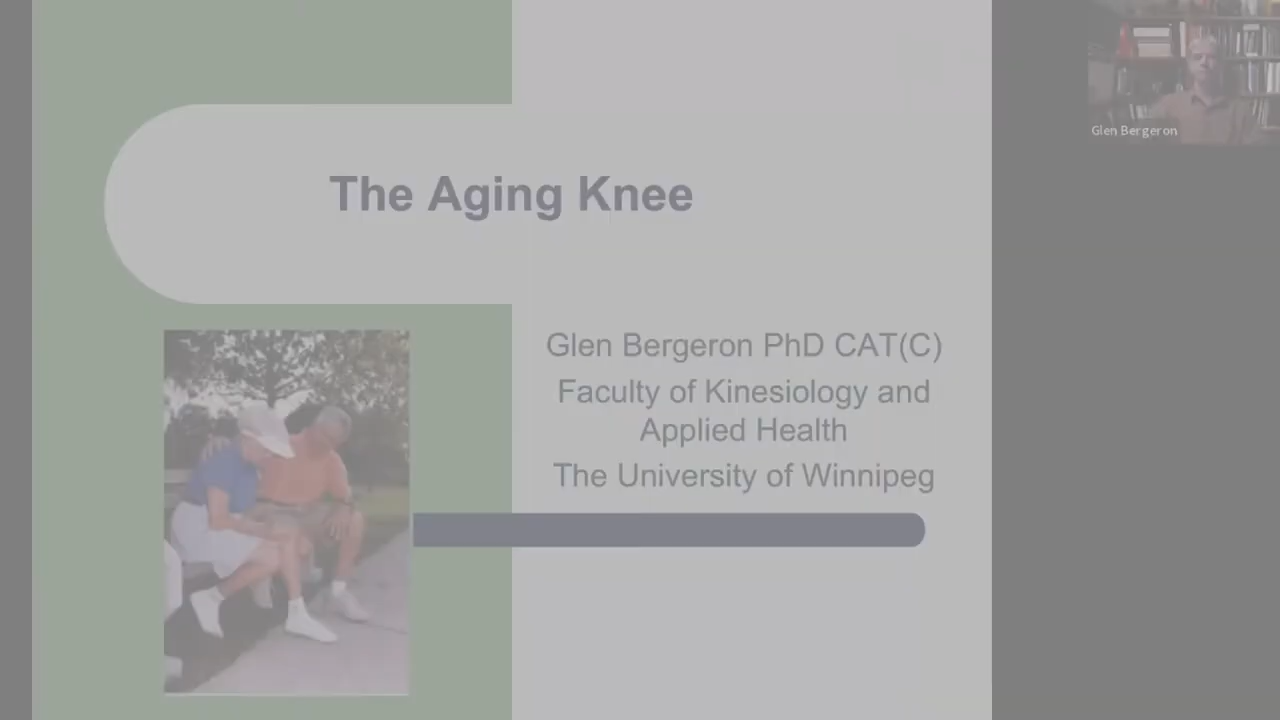 The Aging Knee
Glen Bergeron PhD CAT(C)
Faculty of Kinesiology and
Applied Health
The University of Winnipeg
Glen Bergeron